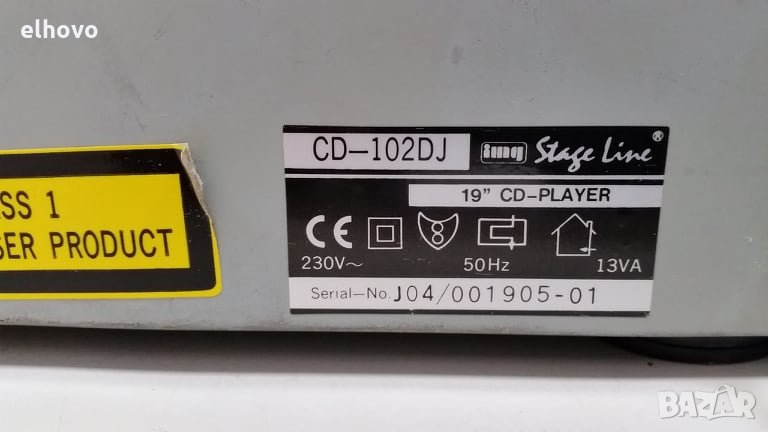 elhovo
CD-102DJ
img Stage Line®
19" CD-PLAYER
CE
230V~ 50Hz 13VA
Serial-No. J04/001905-01
SS 1
SER PRODUCT
BAZAR